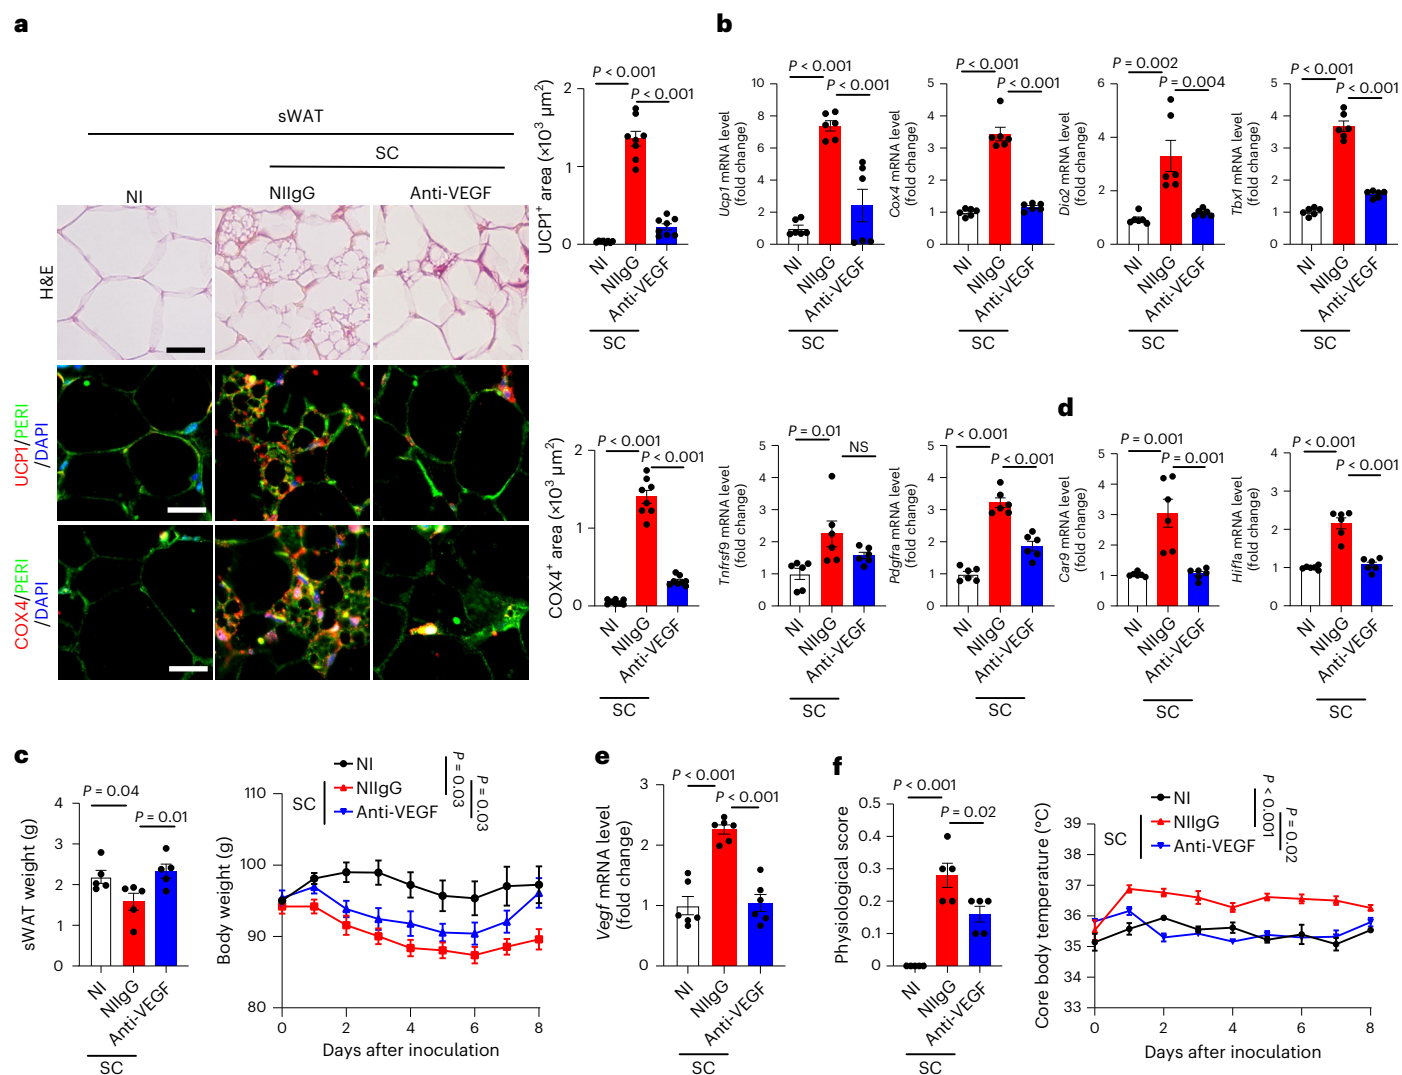 a
sWAT
SC
NI
NIIgG
Anti-VEGF
H&E
UCP1/PERI
/DAPI
COX4/PERI
/DAPI
UCP1⁺ area (×10³ µm²)
2
1
0
P < 0.001
P < 0.001
NI
NIIgG
Anti-VEGF
SC
COX4⁺ area (×10³ µm²)
2
1
0
P < 0.001
P < 0.001
NI
NIIgG
Anti-VEGF
SC
b
Ucp1 mRNA level
(fold change)
10
8
6
4
2
0
P < 0.001
P < 0.001
NI
NIIgG
Anti-VEGF
SC
Cox4 mRNA level
(fold change)
5
4
3
2
1
0
P < 0.001
P < 0.001
NI
NIIgG
Anti-VEGF
SC
Dio2 mRNA level
(fold change)
6
4
2
0
P = 0.002
P = 0.004
NI
NIIgG
Anti-VEGF
SC
Tbx1 mRNA level
(fold change)
5
4
3
2
1
0
P < 0.001
P < 0.001
NI
NIIgG
Anti-VEGF
SC
Tnfrsf9 mRNA level
(fold change)
5
4
3
2
1
0
P = 0.01
NS
NI
NIIgG
Anti-VEGF
SC
Pdgfra mRNA level
(fold change)
5
4
3
2
1
0
P < 0.001
P < 0.001
NI
NIIgG
Anti-VEGF
SC
d
Car9 mRNA level
(fold change)
5
4
3
2
1
0
P = 0.001
P = 0.001
NI
NIIgG
Anti-VEGF
SC
Hif1a mRNA level
(fold change)
4
3
2
1
0
P < 0.001
P < 0.001
NI
NIIgG
Anti-VEGF
SC
c
sWAT weight (g)
4
3
2
1
0
P = 0.04
P = 0.01
NI
NIIgG
Anti-VEGF
SC
NI
SC
NIIgG
Anti-VEGF
P = 0.03
P = 0.03
Body weight (g)
110
100
90
80
0
2
4
6
8
Days after inoculation
e
Vegf mRNA level
(fold change)
3
2
1
0
P < 0.001
P < 0.001
NI
NIIgG
Anti-VEGF
SC
f
Physiological score
0.5
0.4
0.3
0.2
0.1
0
P < 0.001
P = 0.02
NI
NIIgG
Anti-VEGF
SC
NI
SC
NIIgG
Anti-VEGF
P < 0.001
P = 0.02
Core body temperature (°C)
39
37
36
35
34
33
0
2
4
6
8
Days after inoculation